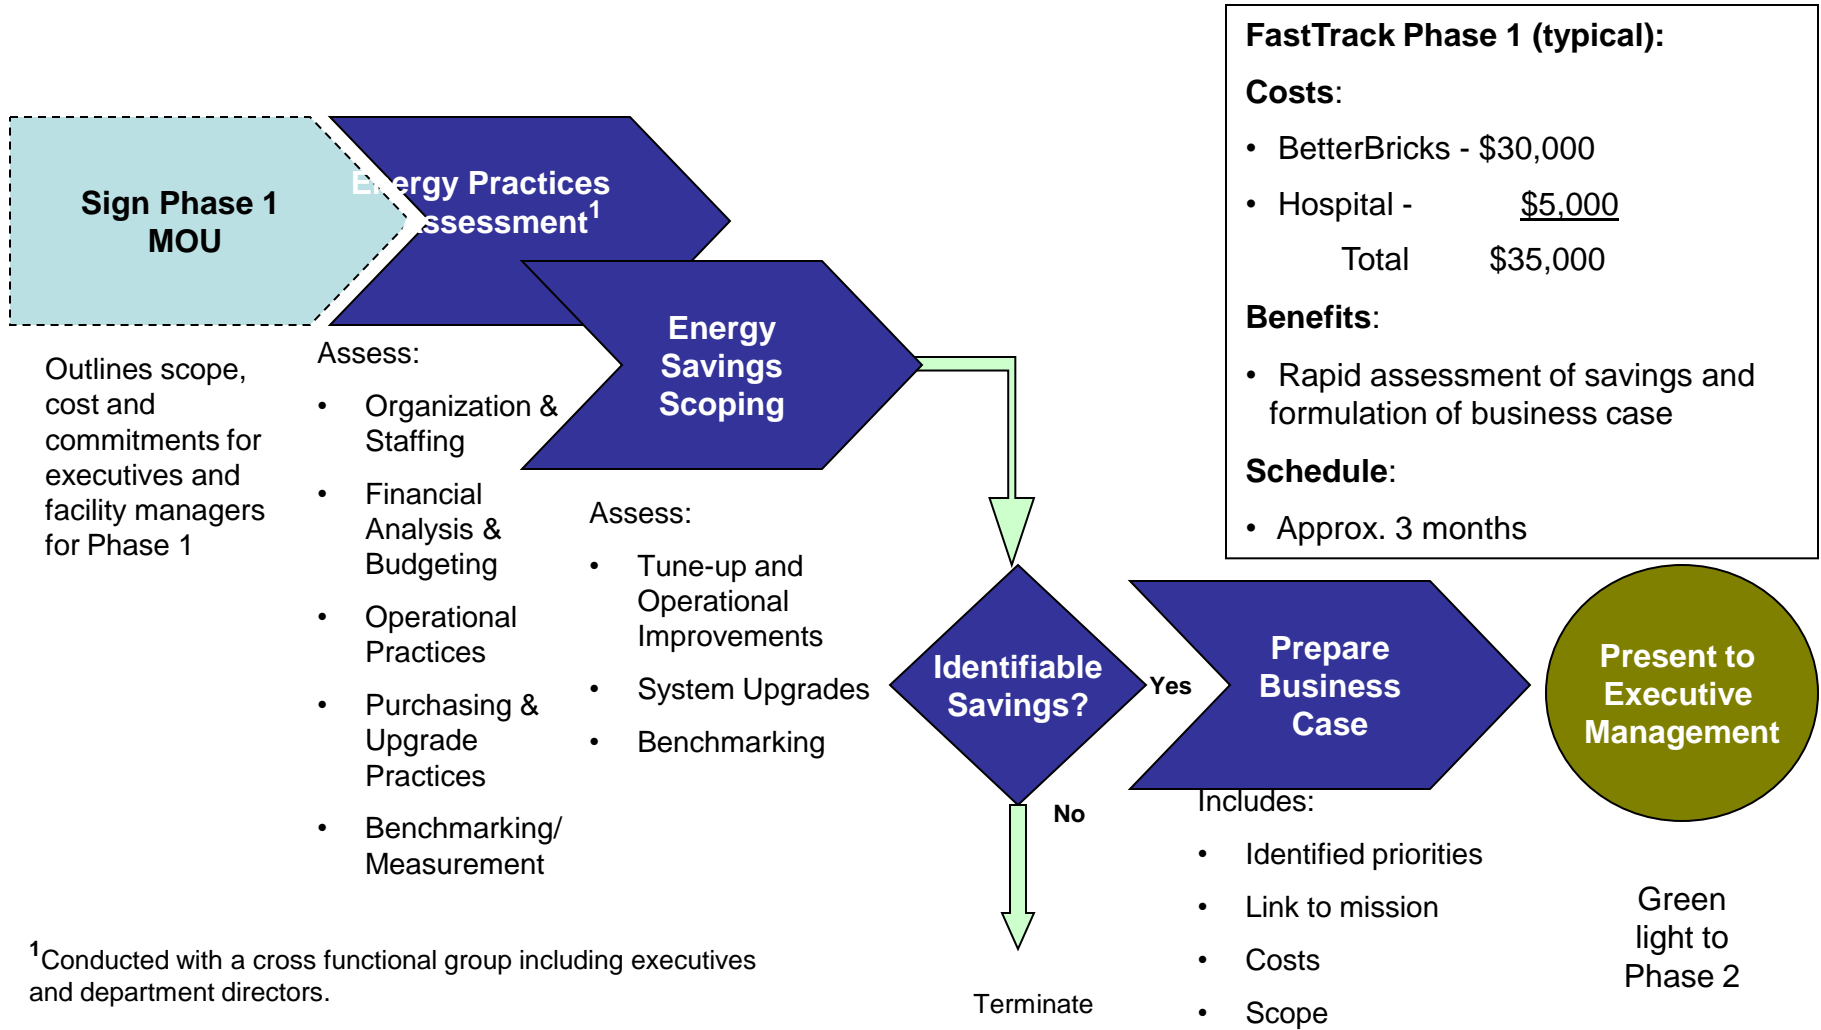 FastTrack Phase 1 (typical):
Costs:
• BetterBricks - $30,000
• Hospital - $5,000
Total $35,000
Benefits:
• Rapid assessment of savings and
formulation of business case
Schedule:
• Approx. 3 months
Sign Phase 1
MOU
Outlines scope,
cost and
commitments for
executives and
facility managers
for Phase 1
Energy Practices
Assessment1
Assess:
• Organization &
Staffing
• Financial
Analysis &
Budgeting
• Operational
Practices
• Purchasing &
Upgrade
Practices
• Benchmarking/
Measurement
Energy
Savings
Scoping
Assess:
• Tune-up and
Operational
Improvements
• System Upgrades
• Benchmarking
Identifiable
Savings?
Yes
No
Terminate
Prepare
Business
Case
Includes:
• Identified priorities
• Link to mission
• Costs
• Scope
Present to
Executive
Management
Green
light to
Phase 2
1Conducted with a cross functional group including executives
and department directors.